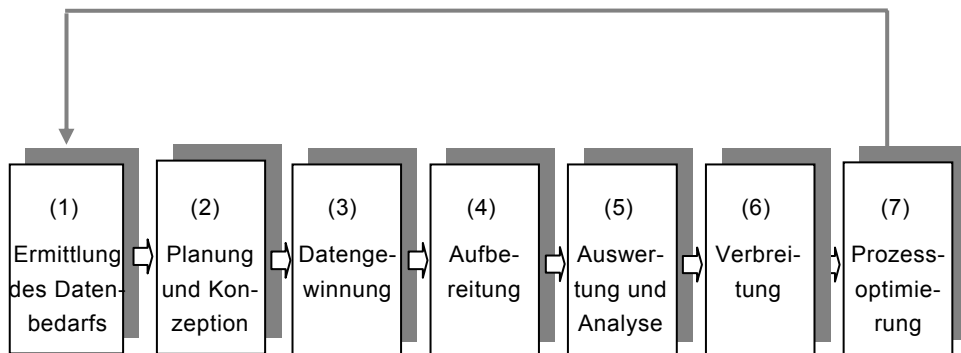 (1)
Ermittlung
des Daten-
bedarfs
(2)
Planung
und Kon-
zeption
(3)
Datenge-
winnung
(4)
Aufbe-
reitung
(5)
Auswer-
tung und
Analyse
(6)
Verbrei-
tung
(7)
Prozess-
optimie-
rung